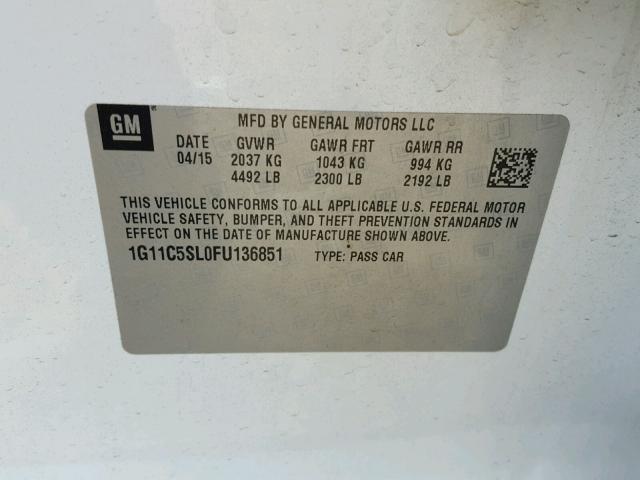 GM
MFD BY GENERAL MOTORS LLC
DATE GVWR GAWR FRT GAWR RR
04/15 2037 KG 1043 KG 994 KG
4492 LB 2300 LB 2192 LB
THIS VEHICLE CONFORMS TO ALL APPLICABLE U.S. FEDERAL MOTOR
VEHICLE SAFETY, BUMPER, AND THEFT PREVENTION STANDARDS IN
EFFECT ON THE DATE OF MANUFACTURE SHOWN ABOVE.
1G11C5SL0FU136851 TYPE: PASS CAR